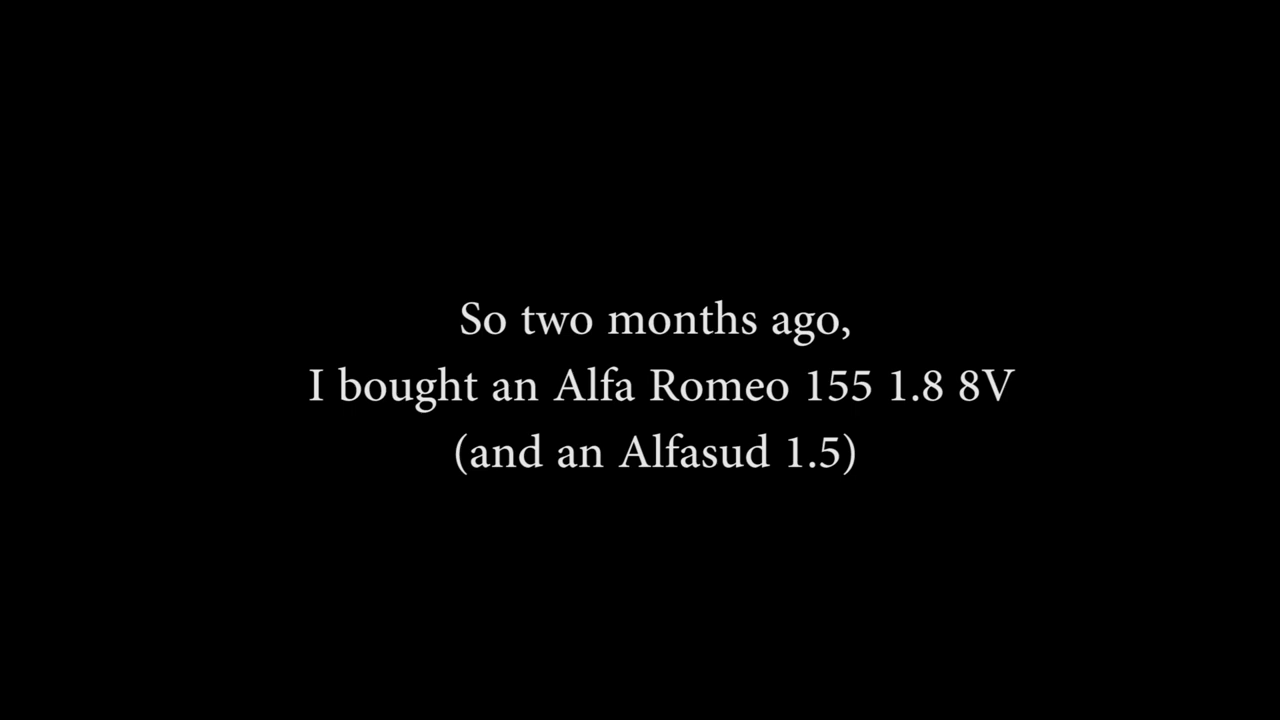 So two months ago,
I bought an Alfa Romeo 155 1.8 8V
(and an Alfasud 1.5)